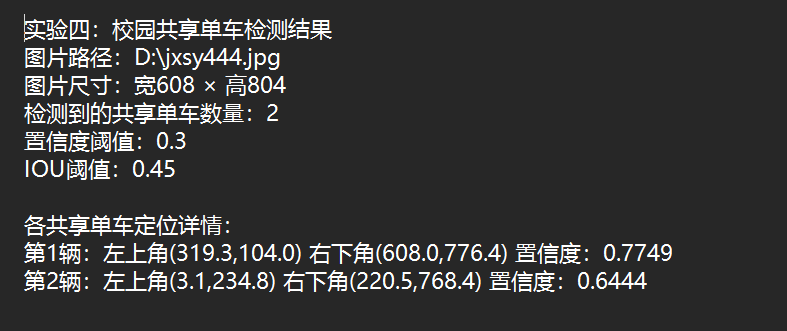 实验四：校园共享单车检测结果
图片路径：D:\jxsy444.jpg
图片尺寸：宽608 × 高804
检测到的共享单车数量：2
置信度阈值：0.3
IOU阈值：0.45
各共享单车定位详情：
第1辆：左上角(319.3,104.0) 右下角(608.0,776.4) 置信度：0.7749
第2辆：左上角(3.1,234.8) 右下角(220.5,768.4) 置信度：0.6444